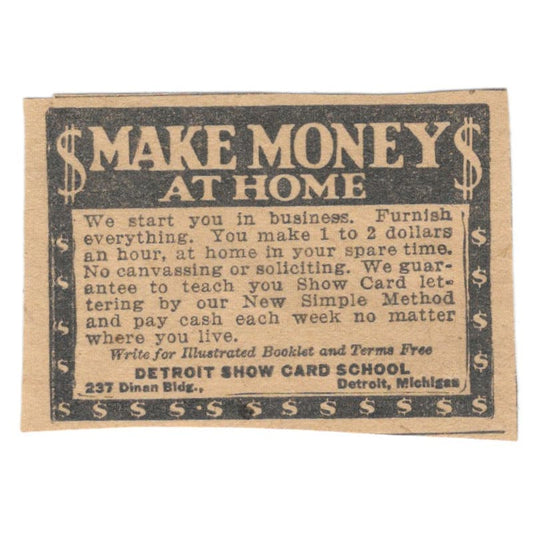 $ MAKE MONEY $
AT HOME
We start you in business. Furnish
everything. You make 1 to 2 dollars
an hour, at home in your spare time.
No canvassing or soliciting. We guar-
antee to teach you Show Card let-
tering by our New Simple Method
and pay cash each week no matter
where you live.
Write for Illustrated Booklet and Terms Free
DETROIT SHOW CARD SCHOOL
237 Dinan Bldg., Detroit, Michigan